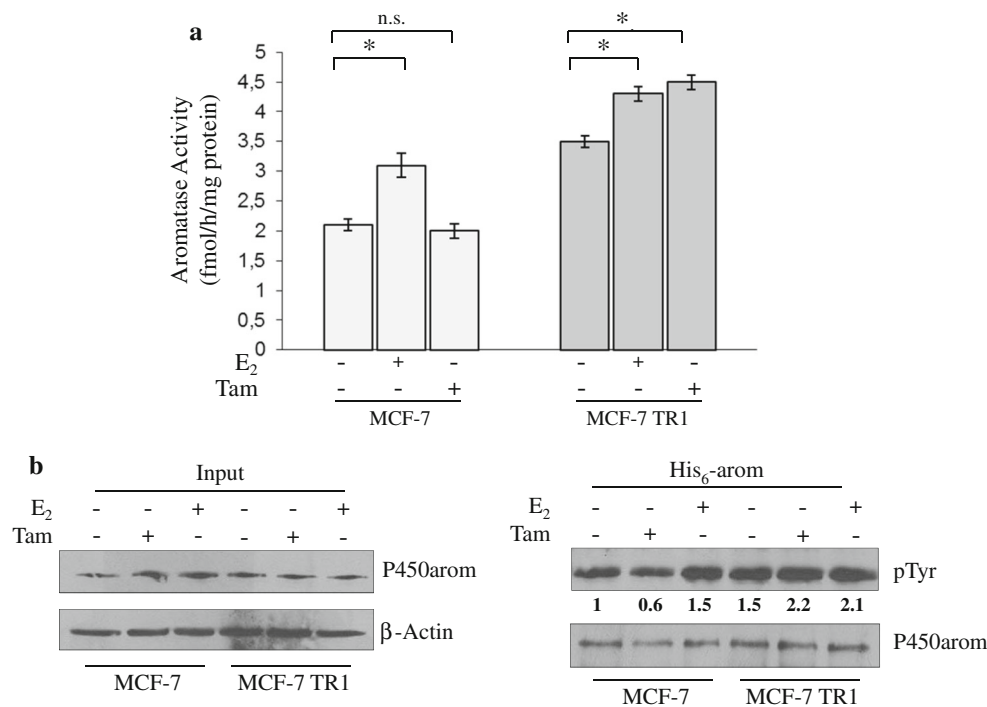 a
n.s.
*
*
*
Aromatase Activity
(fmol/h/mg protein)
5
4,5
4
3,5
3
2,5
2
1,5
1
0,5
0
E₂ - + - - + -
Tam - - + - - +
MCF-7 MCF-7 TR1
b
Input
E₂ - - + - - +
Tam - + - - + -
P450arom
β-Actin
MCF-7 MCF-7 TR1
His₆-arom
E₂ - - + - - +
Tam - + - - + -
pTyr
1 0.6 1.5 1.5 2.2 2.1
P450arom
MCF-7 MCF-7 TR1